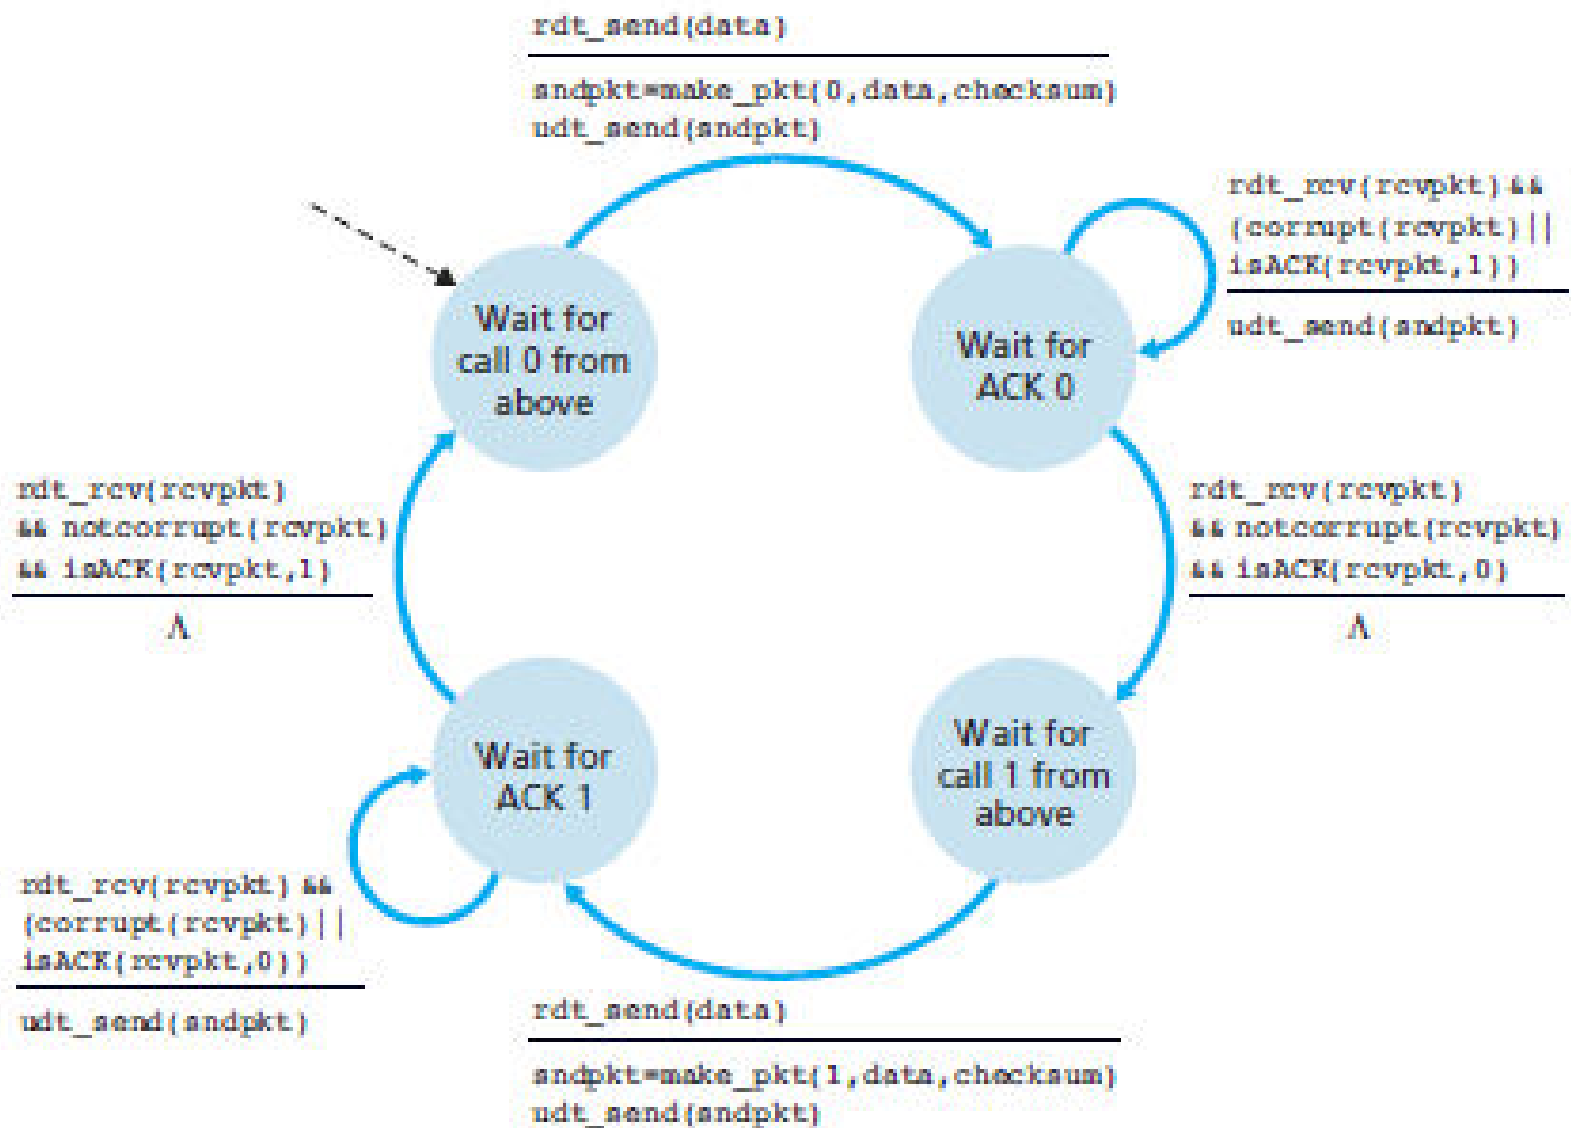 rdt_send(data)
sndpkt=make_pkt(0,data,checksum)
udt_send(sndpkt)
rdt_rcv(rcvpkt)&&
(corrupt(rcvpkt)||
isACK(rcvpkt,1))
udt_send(sndpkt)
Wait for
call 0 from
above
Wait for
ACK 0
rdt_rcv(rcvpkt)
&& notcorrupt(rcvpkt)
&& isACK(rcvpkt,1)
Λ
rdt_rcv(rcvpkt)
&& notcorrupt(rcvpkt)
&& isACK(rcvpkt,0)
Λ
Wait for
ACK 1
Wait for
call 1 from
above
rdt_rcv(rcvpkt)&&
(corrupt(rcvpkt)||
isACK(rcvpkt,0))
udt_send(sndpkt)
rdt_send(data)
sndpkt=make_pkt(1,data,checksum)
udt_send(sndpkt)